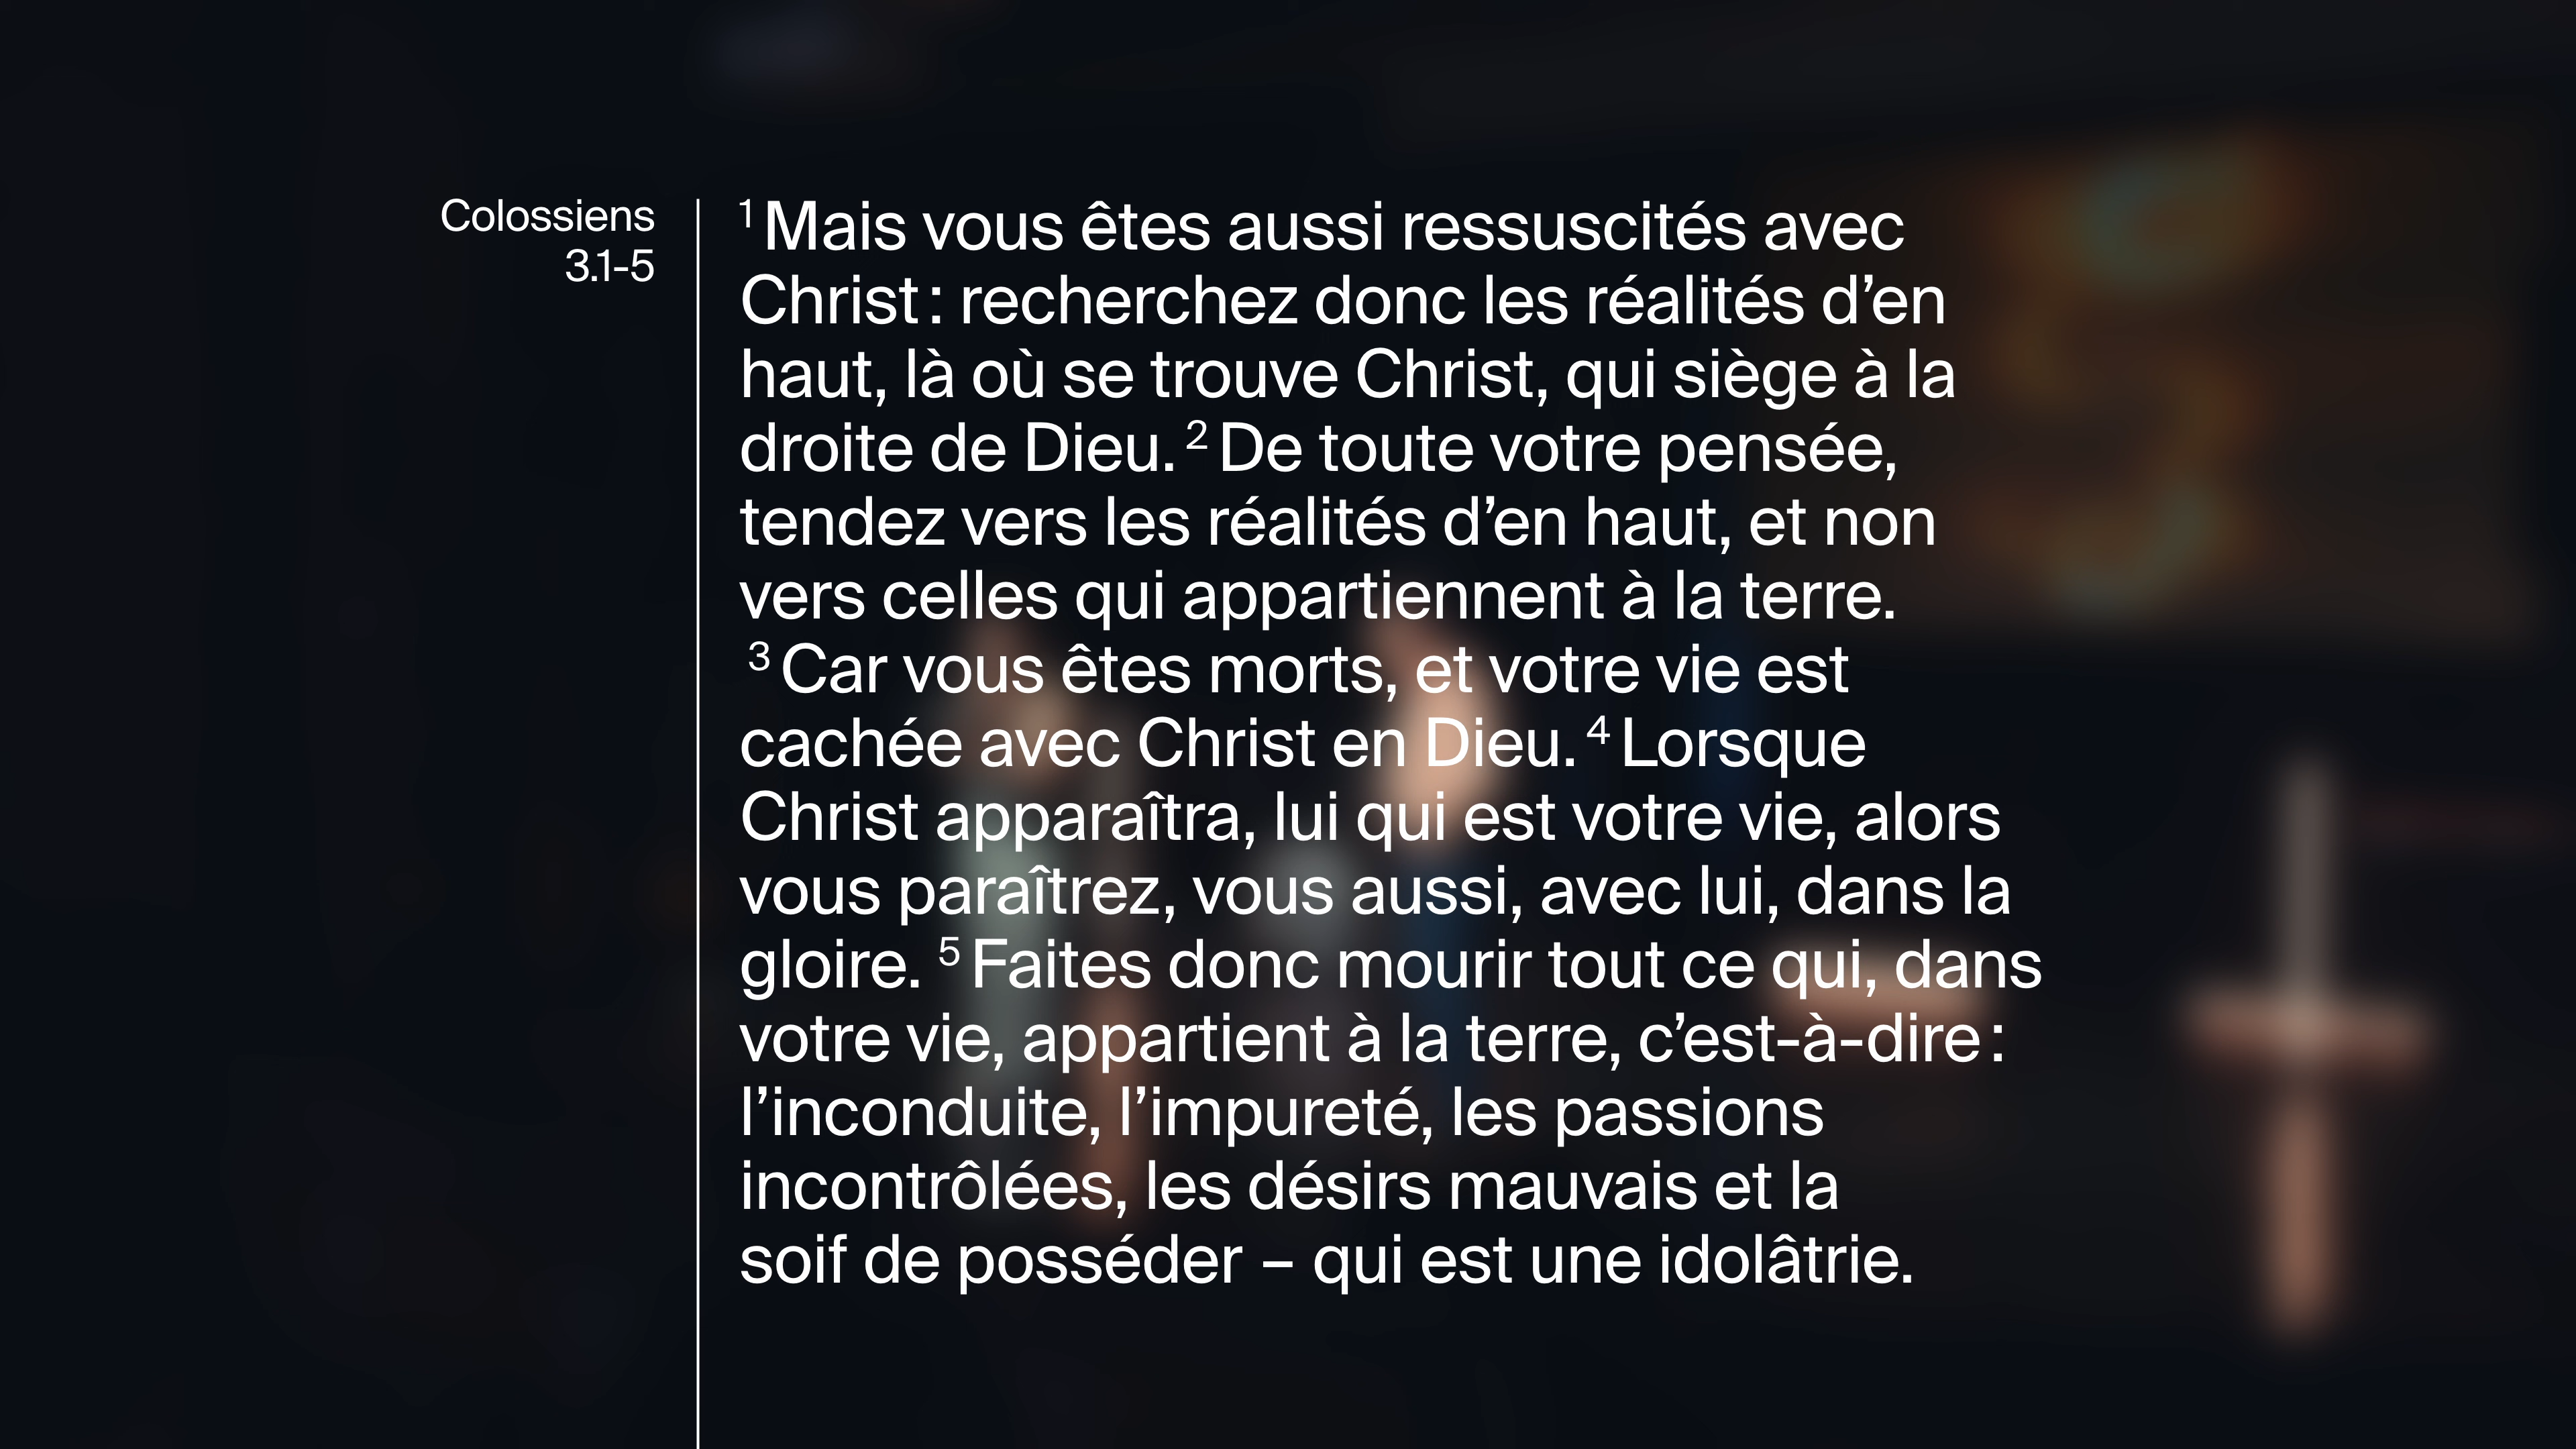 Colossiens
3.1-5
1 Mais vous êtes aussi ressuscités avec
Christ : recherchez donc les réalités d’en
haut, là où se trouve Christ, qui siège à la
droite de Dieu. 2 De toute votre pensée,
tendez vers les réalités d’en haut, et non
vers celles qui appartiennent à la terre.
3 Car vous êtes morts, et votre vie est
cachée avec Christ en Dieu. 4 Lorsque
Christ apparaîtra, lui qui est votre vie, alors
vous paraîtrez, vous aussi, avec lui, dans la
gloire. 5 Faites donc mourir tout ce qui, dans
votre vie, appartient à la terre, c’est-à-dire :
l’inconduite, l’impureté, les passions
incontrôlées, les désirs mauvais et la
soif de posséder – qui est une idolâtrie.